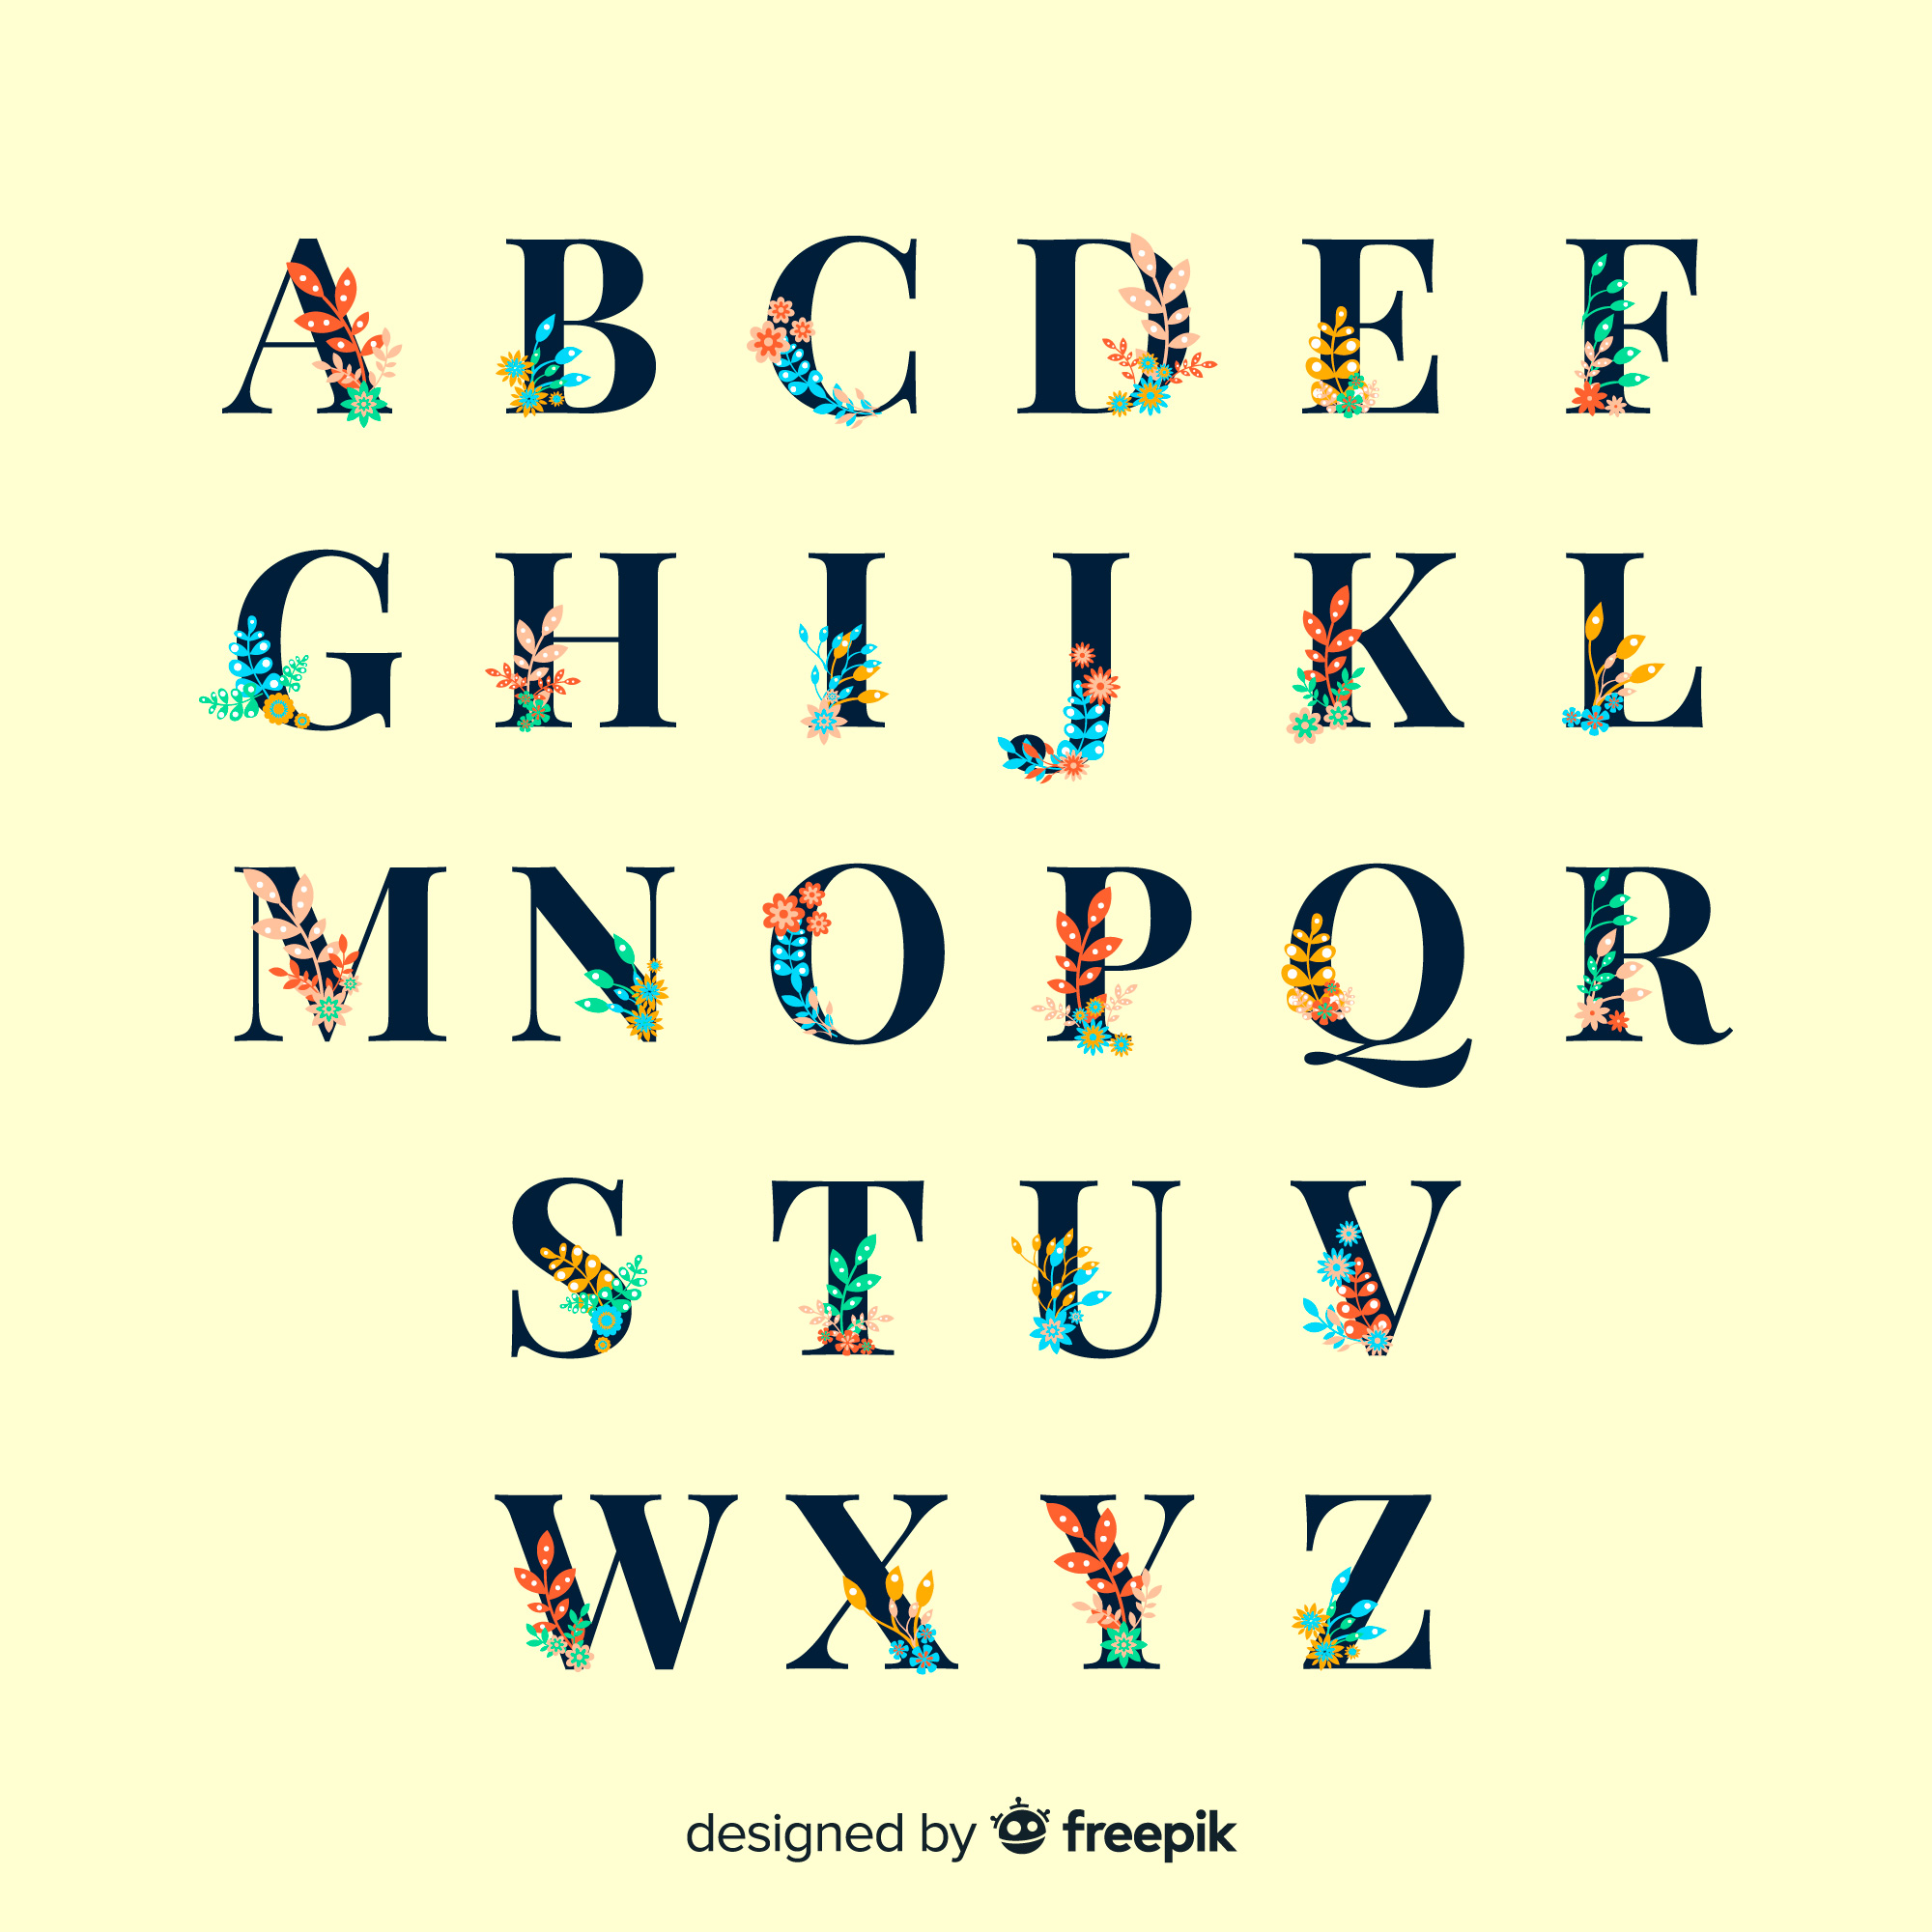 A B C D E F
G H I J K L
M N O P Q R
S T U V
W X Y Z
designed by freepik